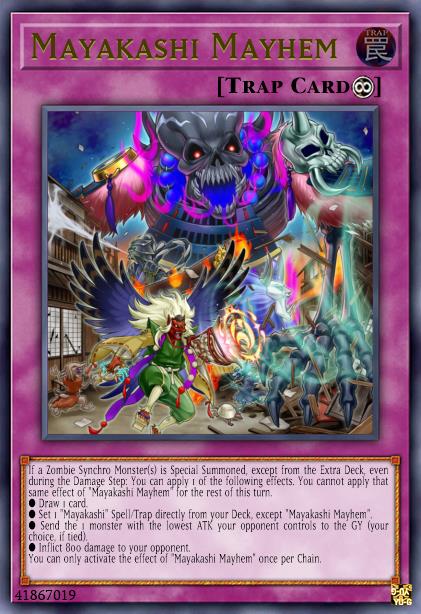 MAYAKASHI MAYHEM
TRAP
罠
[TRAP CARD]
If a Zombie Synchro Monster(s) is Special Summoned, except from the Extra Deck, even
during the Damage Step: You can apply 1 of the following effects. You cannot apply that
same effect of "Mayakashi Mayhem" for the rest of this turn.
● Draw 1 card.
● Set 1 "Mayakashi" Spell/Trap directly from your Deck, except "Mayakashi Mayhem".
● Send the 1 monster with the lowest ATK your opponent controls to the GY (your
choice, if tied).
● Inflict 800 damage to your opponent.
You can only activate the effect of "Mayakashi Mayhem" once per Chain.
41867019